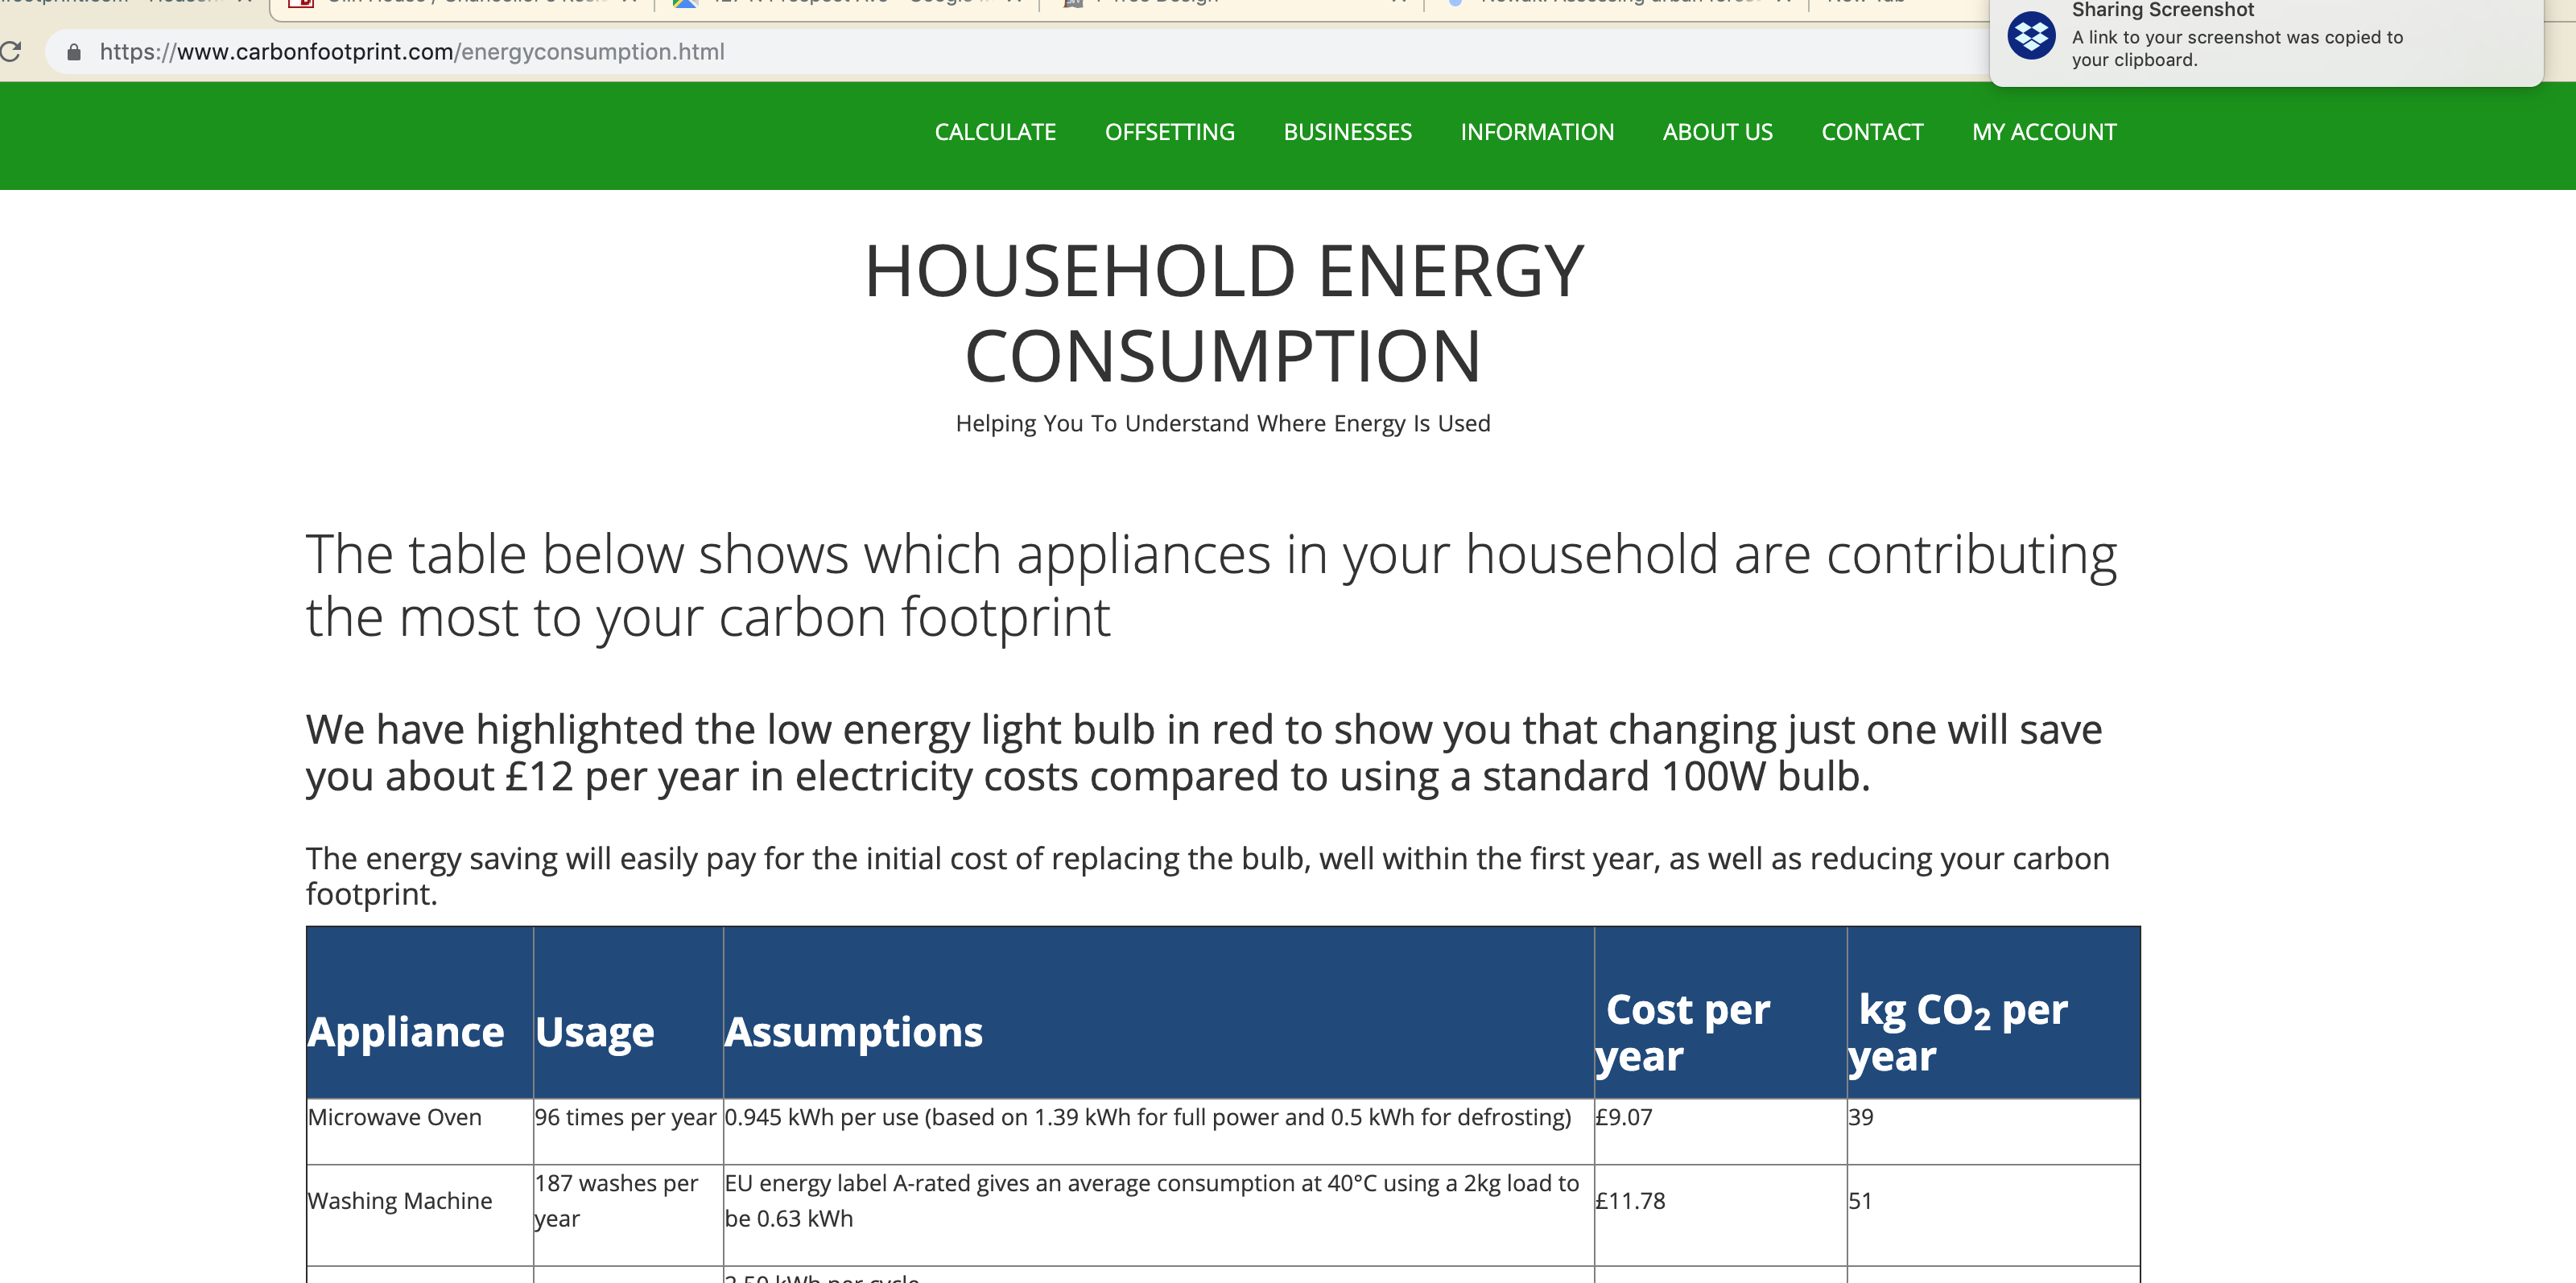 Sharing Screenshot
A link to your screenshot was copied to
your clipboard.
https://www.carbonfootprint.com/energyconsumption.html
CALCULATE OFFSETTING BUSINESSES INFORMATION ABOUT US CONTACT MY ACCOUNT
HOUSEHOLD ENERGY
CONSUMPTION
Helping You To Understand Where Energy Is Used
The table below shows which appliances in your household are contributing
the most to your carbon footprint
We have highlighted the low energy light bulb in red to show you that changing just one will save
you about £12 per year in electricity costs compared to using a standard 100W bulb.
The energy saving will easily pay for the initial cost of replacing the bulb, well within the first year, as well as reducing your carbon
footprint.
Appliance Usage Assumptions Cost per year kg CO₂ per year
Microwave Oven 96 times per year 0.945 kWh per use (based on 1.39 kWh for full power and 0.5 kWh for defrosting) £9.07 39
Washing Machine 187 washes per year EU energy label A-rated gives an average consumption at 40°C using a 2kg load to be 0.63 kWh £11.78 51